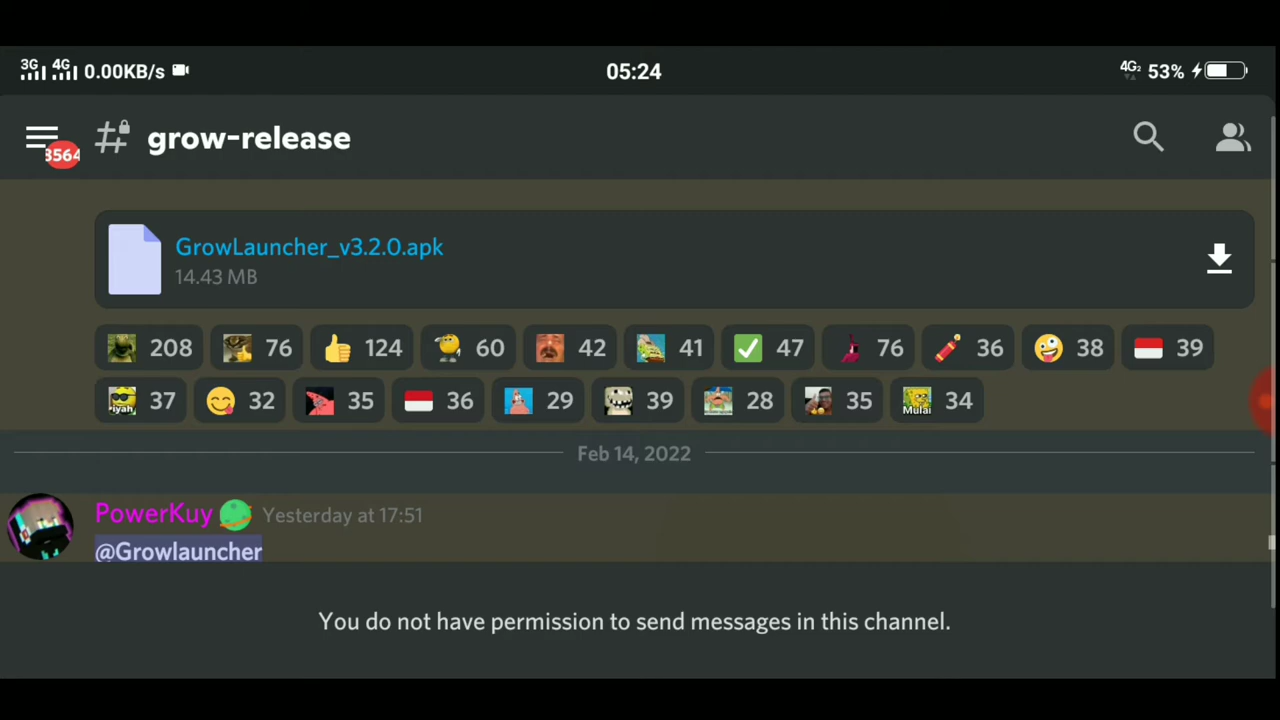 3G 4G 0.00KB/s 05:24 4G2 53%
3564 grow-release
GrowLauncher_v3.2.0.apk
14.43 MB
208 76 124 60 42 41 47 76 36 38 39
iyah 37 32 35 36 29 39 28 35 Mulai 34
Feb 14, 2022
PowerKuy Yesterday at 17:51
@Growlauncher
You do not have permission to send messages in this channel.